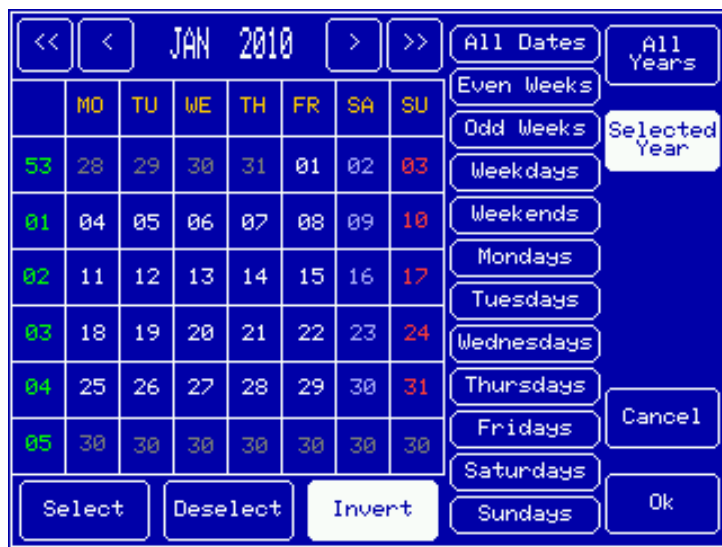 << < JAN 2010 > >>
MO TU WE TH FR SA SU
53 28 29 30 31 01 02 03
01 04 05 06 07 08 09 10
02 11 12 13 14 15 16 17
03 18 19 20 21 22 23 24
04 25 26 27 28 29 30 31
05 30 30 30 30 30 30 30
Select Deselect Invert
All Dates
Even Weeks
Odd Weeks
Weekdays
Weekends
Mondays
Tuesdays
Wednesdays
Thursdays
Fridays
Saturdays
Sundays
All
Years
Selected
Year
Cancel
Ok